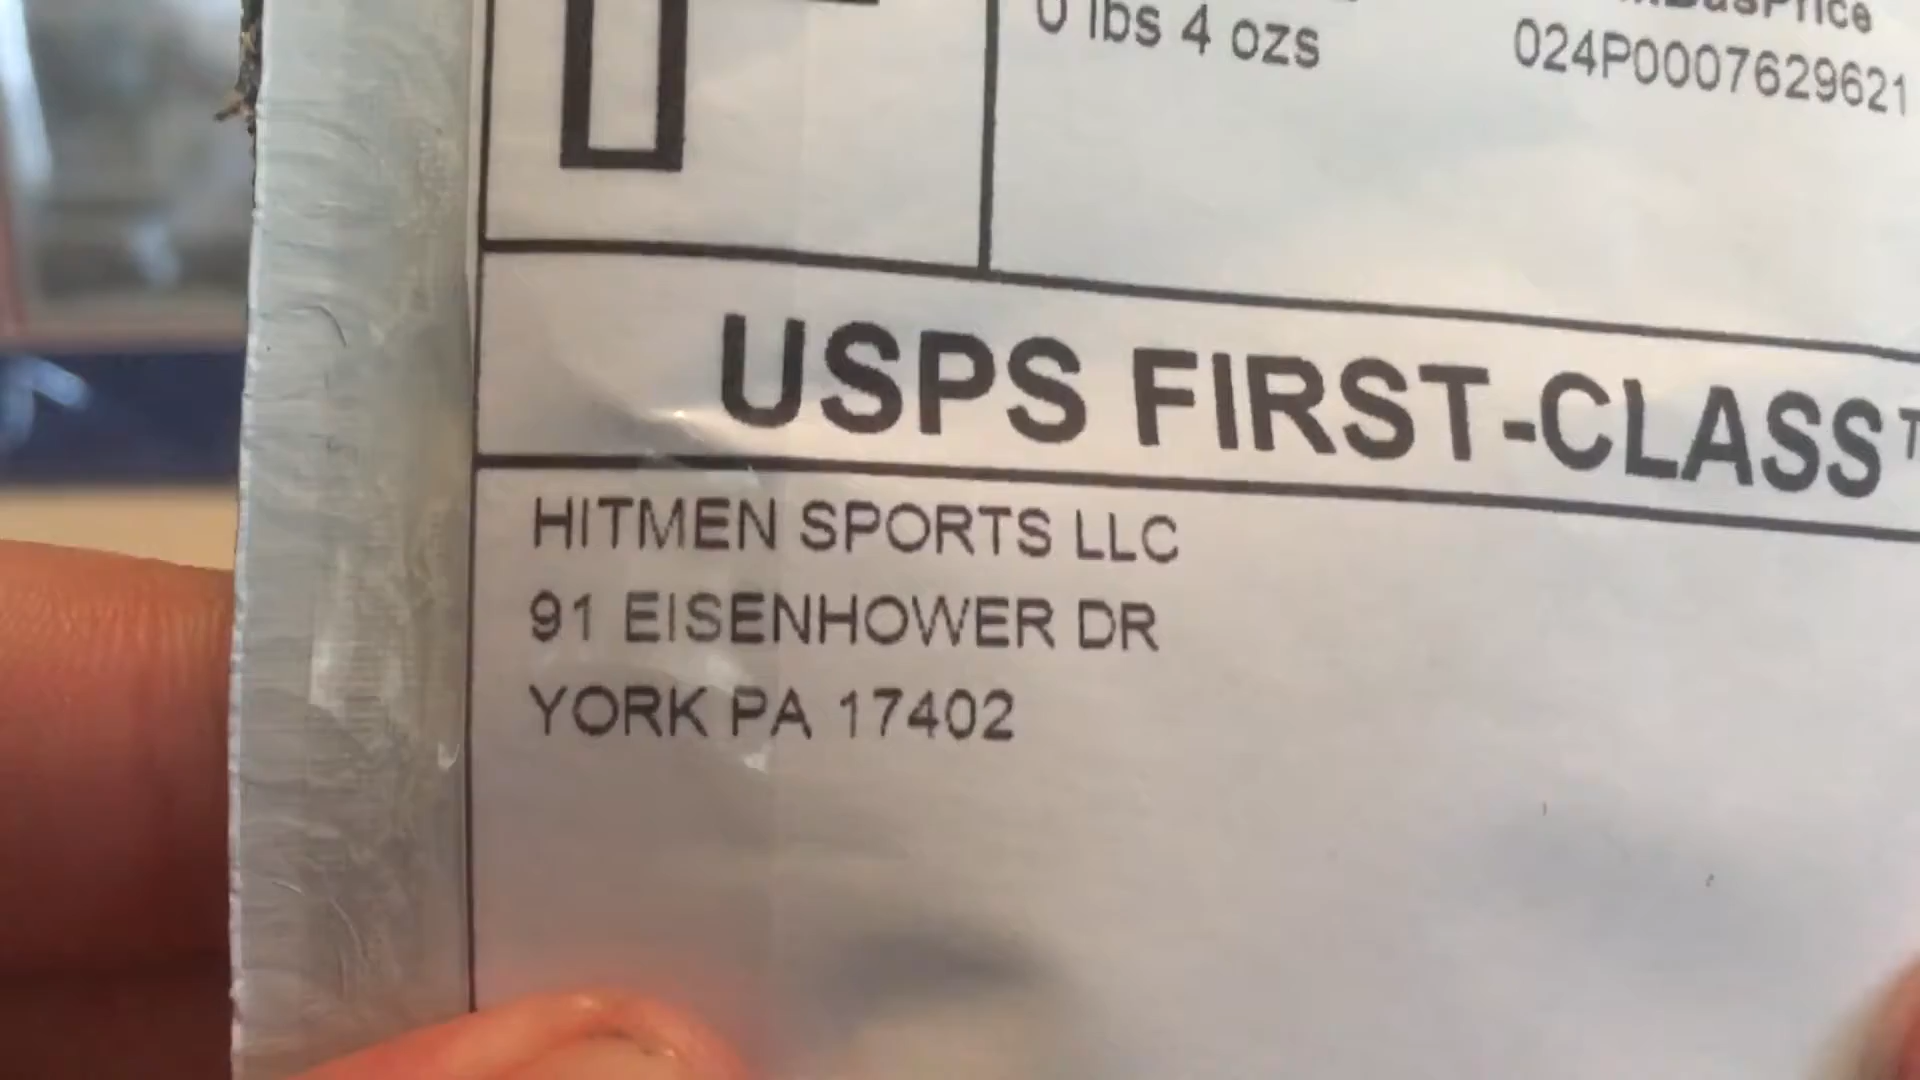 0 lbs 4 ozs
024P0007629621
USPS FIRST-CLASS
HITMEN SPORTS LLC
91 EISENHOWER DR
YORK PA 17402